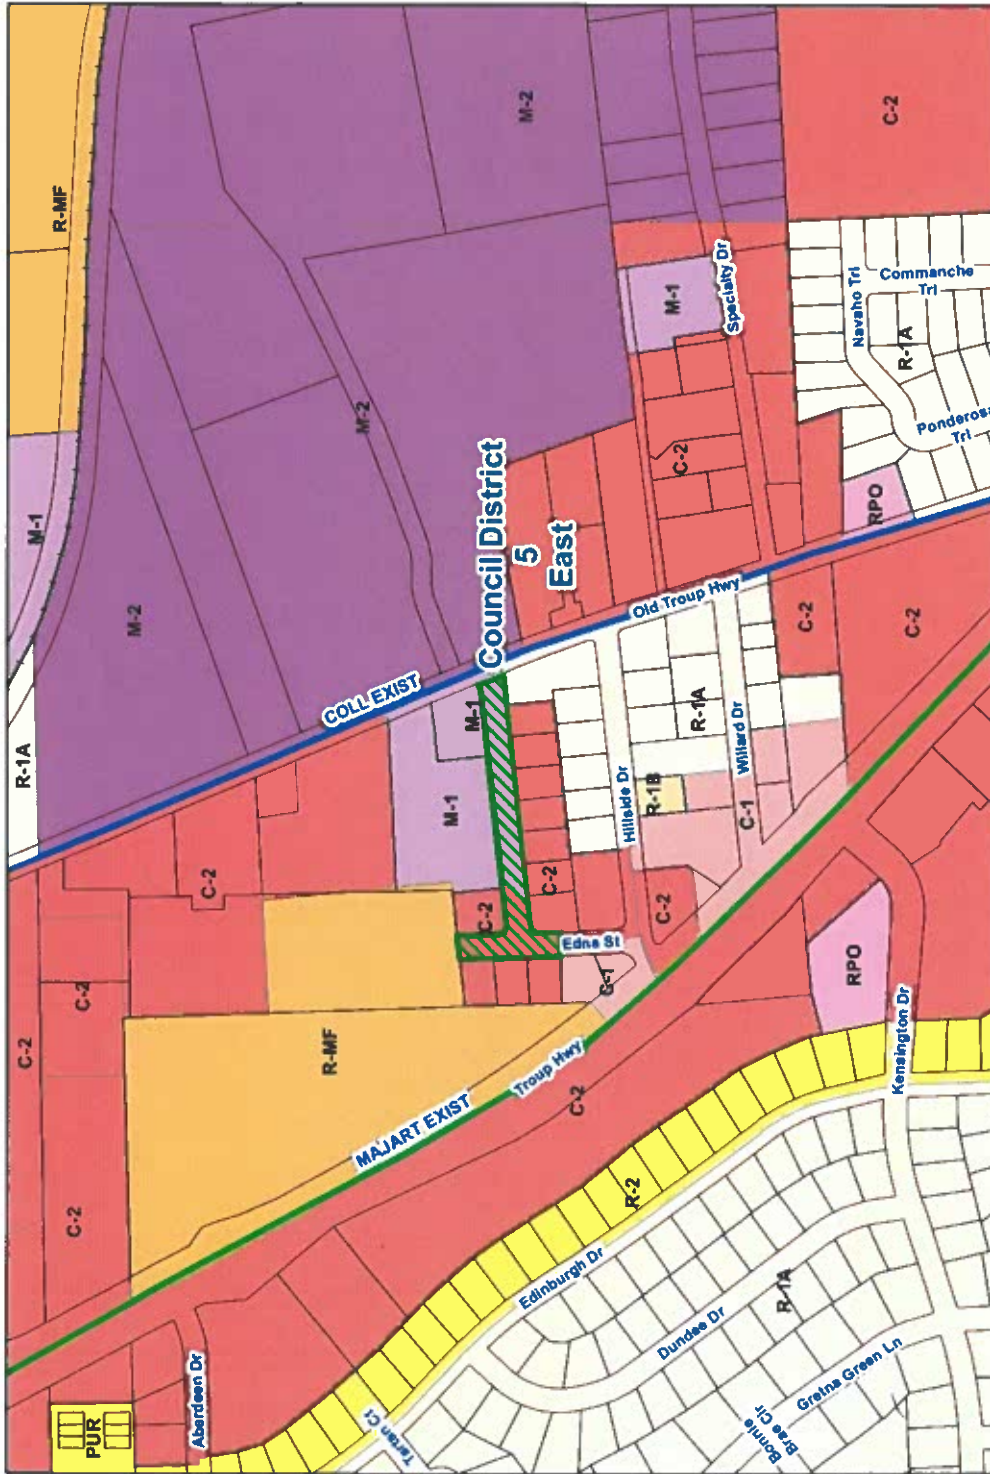 R-MF
M-2
C-2
M-1
M-2
M-1
Specialty Dr
Navaho Trl
Commanche
Trl
R-1A
Ponderosa
Trl
C-2
RPO
M-2
Council District
5
East
Old Troup Hwy
C-2
C-2
R-1A
COLL EXIST
M-1
M-1
R-1A
Hillside Dr
Willard Dr
R-1B
C-1
C-2
C-2
C-2
C-2
Edna St
C-1
RPO
Kensington Dr
C-2
C-2
R-MF
MAJART EXIST
Troup Hwy
C-2
C-2
R-2
Edinburgh Dr
Dundee Dr
R-1A
Gretna Green Ln
Bonnie
Brae Cir
Tartan Ct
Aberdeen Dr
PUR